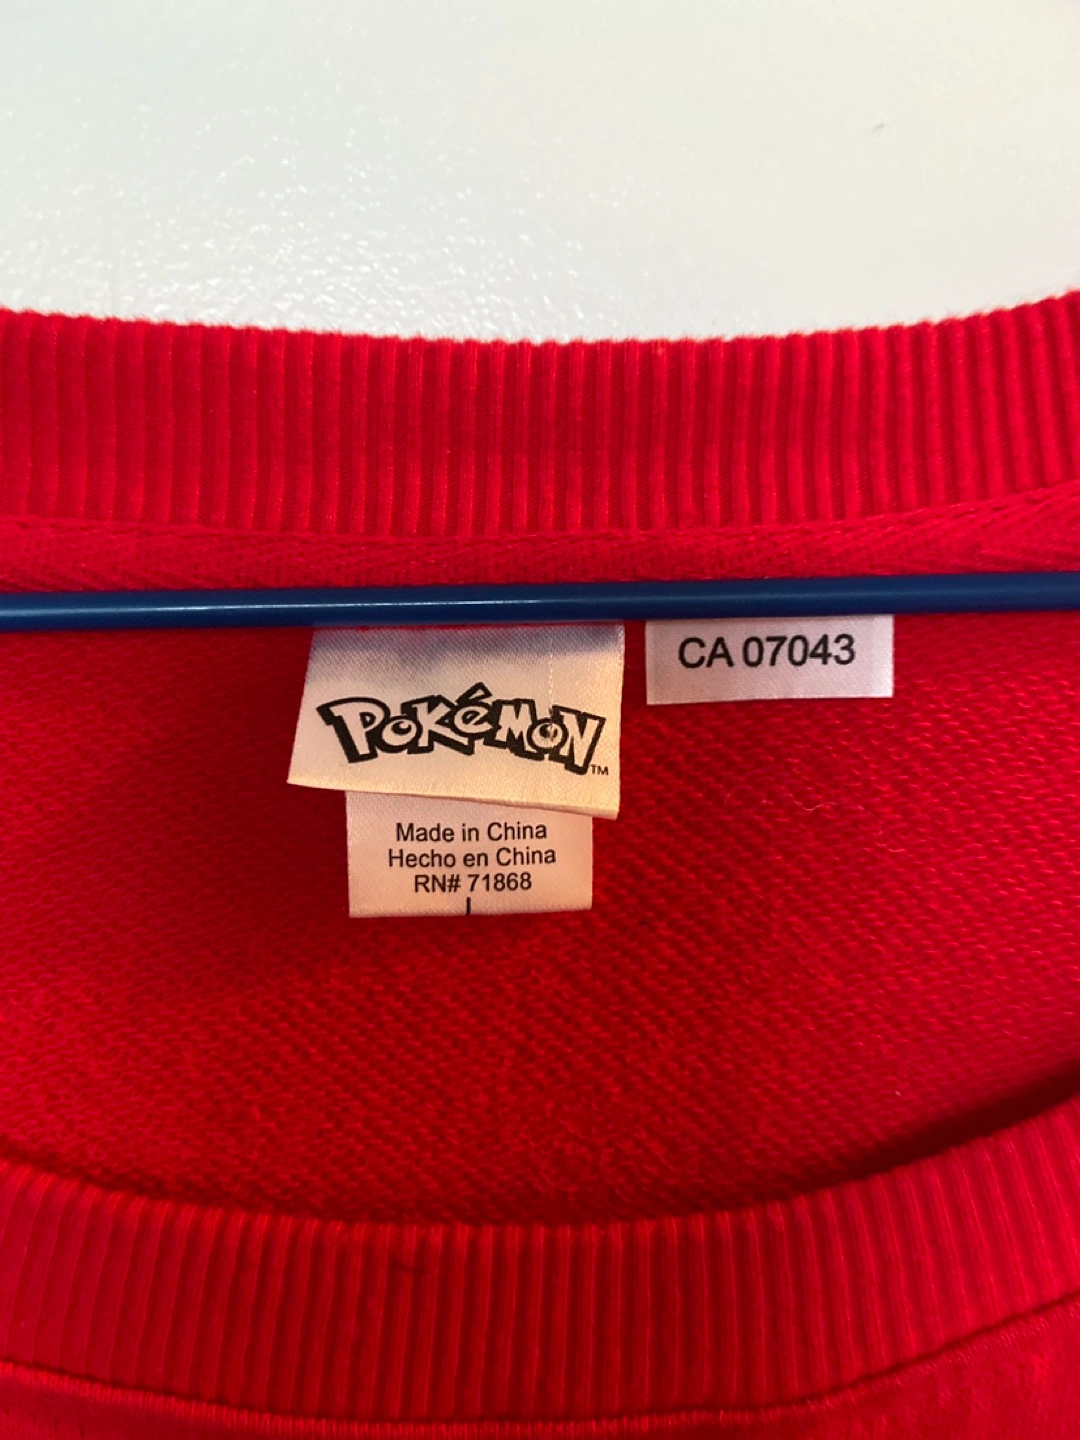 CA 07043
POKéMON™
Made in China
Hecho en China
RN# 71868